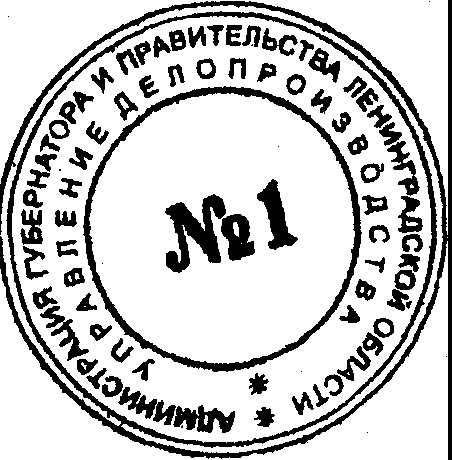 АДМИНИСТРАЦИЯ ГУБЕРНАТОРА И ПРАВИТЕЛЬСТВА ЛЕНИНГРАДСКОЙ ОБЛАСТИ *
УПРАВЛЕНИЕ ДЕЛОПРОИЗВОДСТВА *
№1